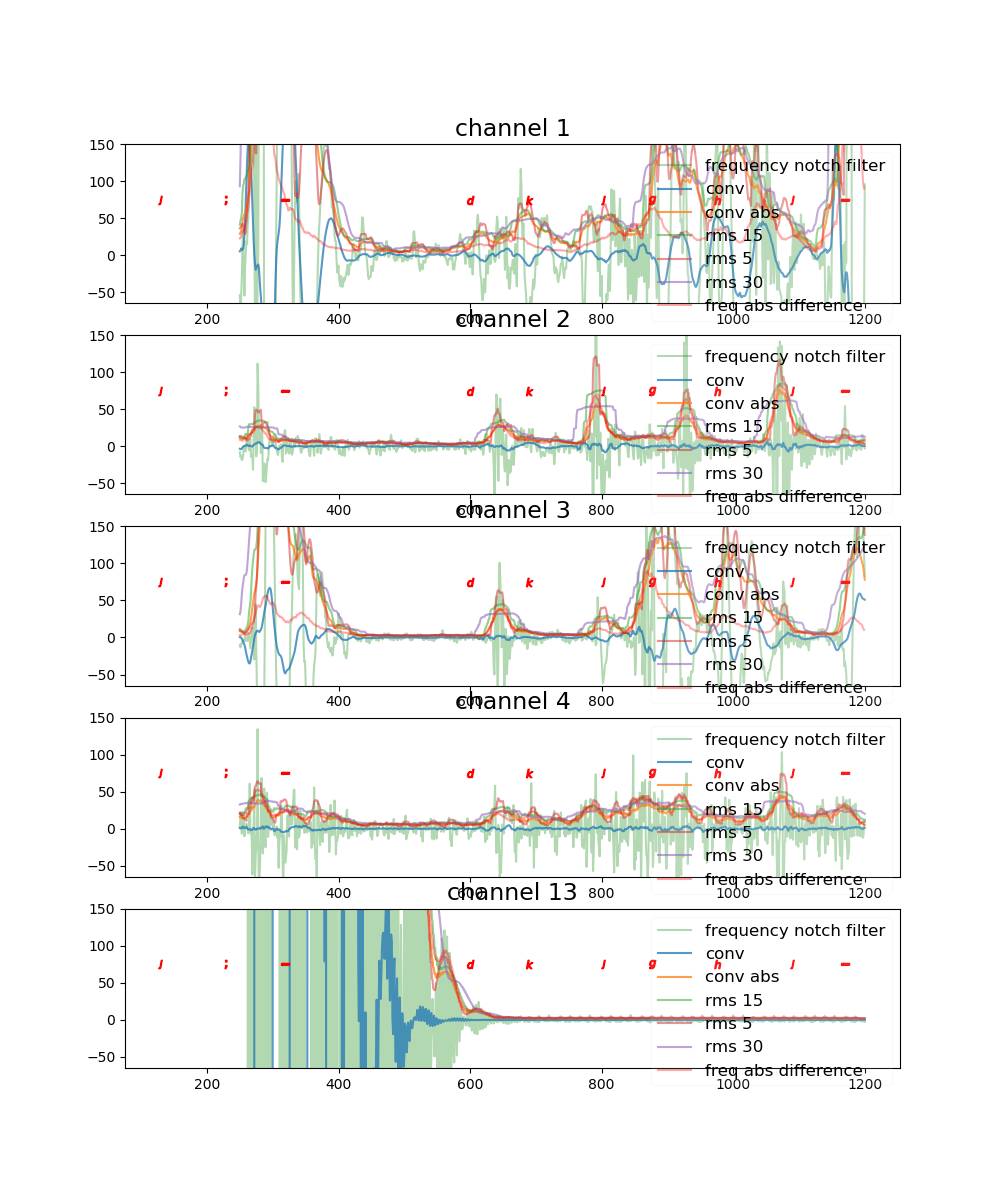 channel 1
150
100
50
0
−50
J ; — d k J g h J —
frequency notch filter
conv
conv abs
rms 15
rms 5
rms 30
freq abs difference
200 400 600 800 1000 1200
channel 2
150
100
50
0
−50
J ; — d k J g h J —
frequency notch filter
conv
conv abs
rms 15
rms 5
rms 30
freq abs difference
200 400 600 800 1000 1200
channel 3
150
100
50
0
−50
J ; — d k J g h J —
frequency notch filter
conv
conv abs
rms 15
rms 5
rms 30
freq abs difference
200 400 600 800 1000 1200
channel 4
150
100
50
0
−50
J ; — d k J g h J —
frequency notch filter
conv
conv abs
rms 15
rms 5
rms 30
freq abs difference
200 400 600 800 1000 1200
channel 13
150
100
50
0
−50
J ; — d k J g h J —
frequency notch filter
conv
conv abs
rms 15
rms 5
rms 30
freq abs difference
200 400 600 800 1000 1200